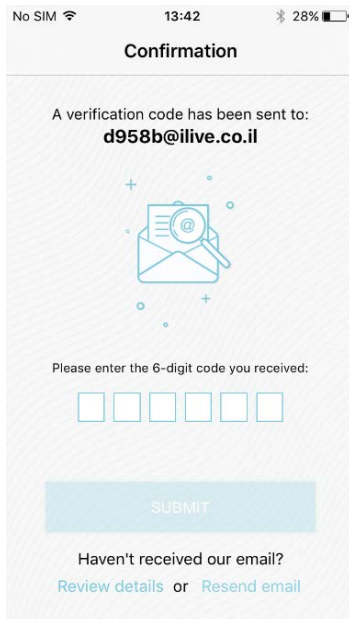 No SIM 13:42 28%
Confirmation
A verification code has been sent to:
d958b@ilive.co.il
@
Please enter the 6-digit code you received:
SUBMIT
Haven't received our email?
Review details or Resend email